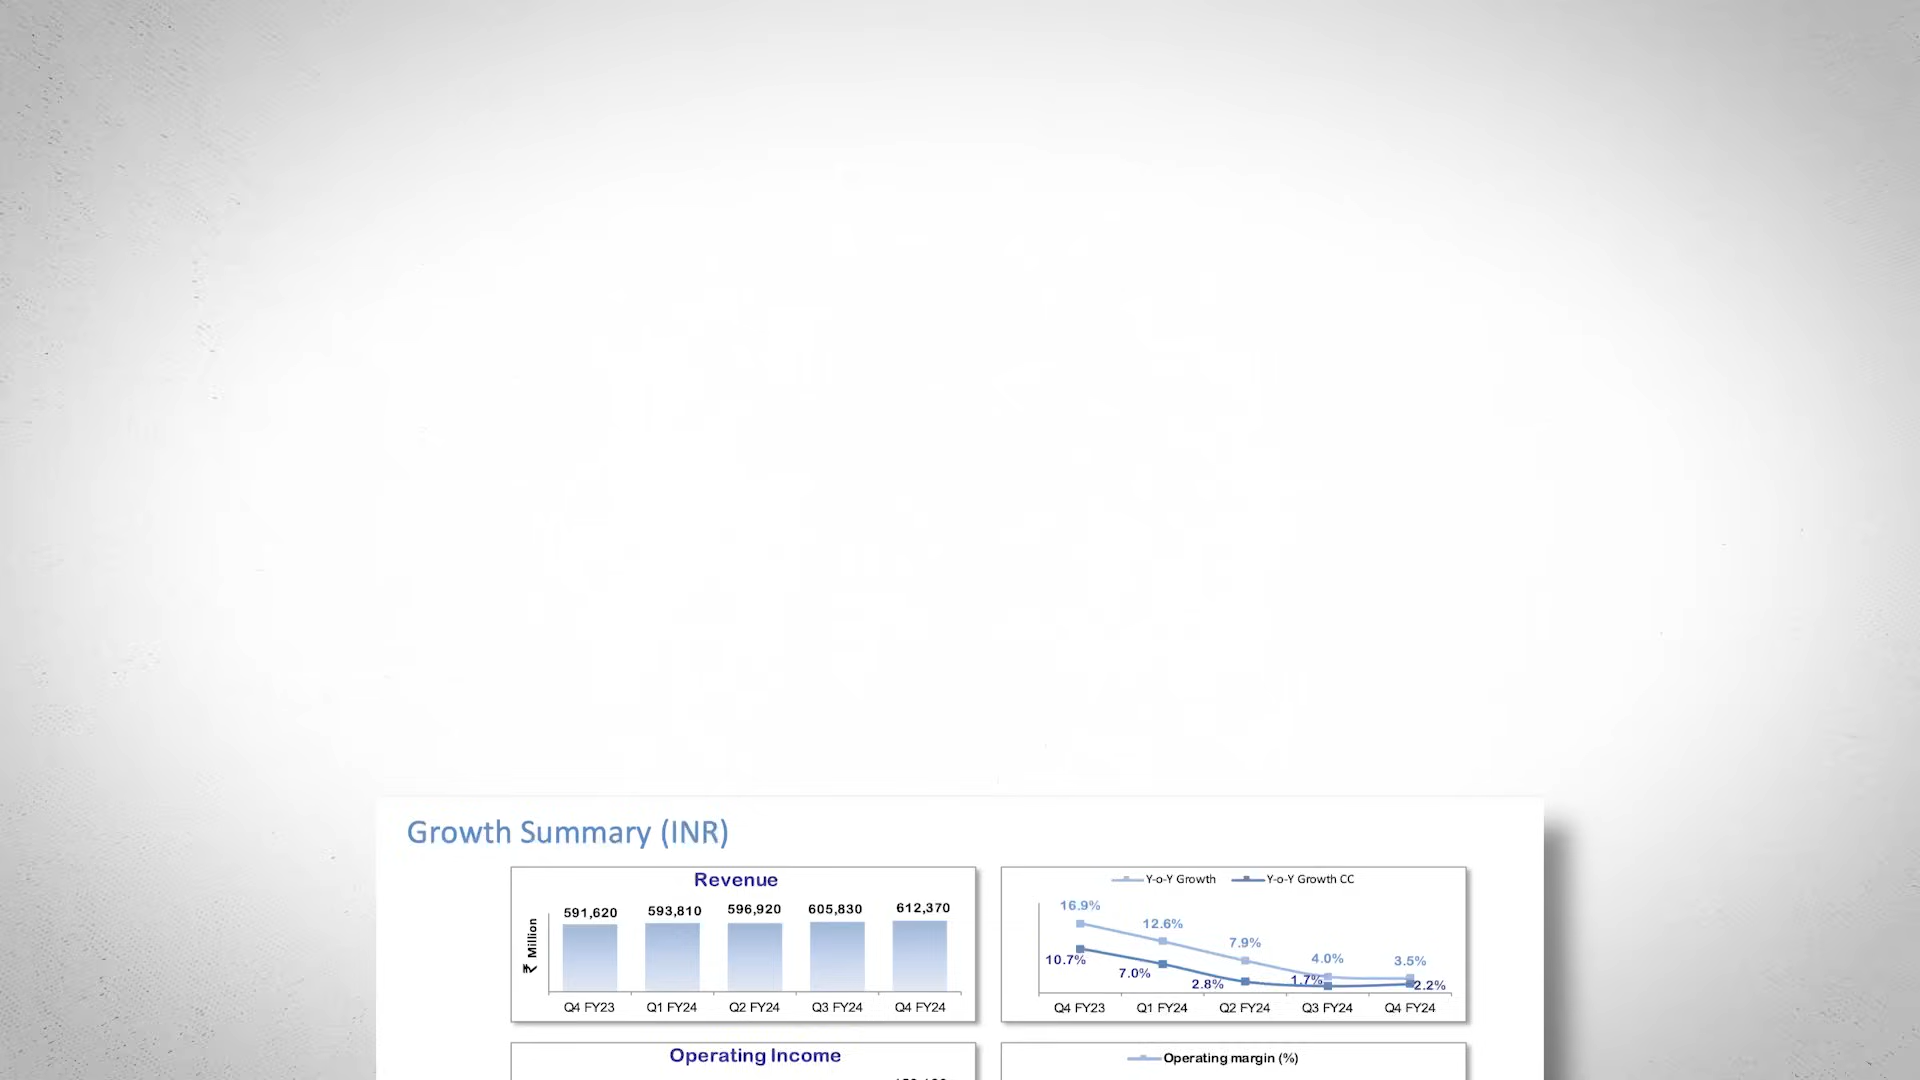 Growth Summary (INR)
Revenue
₹ Million
591,620 593,810 596,920 605,830 612,370
Q4 FY23 Q1 FY24 Q2 FY24 Q3 FY24 Q4 FY24
Y-o-Y Growth Y-o-Y Growth CC
16.9% 12.6% 7.9% 4.0% 3.5%
10.7% 7.0% 2.8% 1.7% 2.2%
Q4 FY23 Q1 FY24 Q2 FY24 Q3 FY24 Q4 FY24
Operating Income
Operating margin (%)